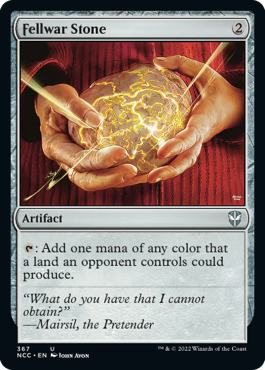 Fellwar Stone 2
Artifact
: Add one mana of any color that
a land an opponent controls could
produce.
“What do you have that I cannot
obtain?”
—Mairsil, the Pretender
367 U
NCC • EN John Avon
™ & © 2022 Wizards of the Coast